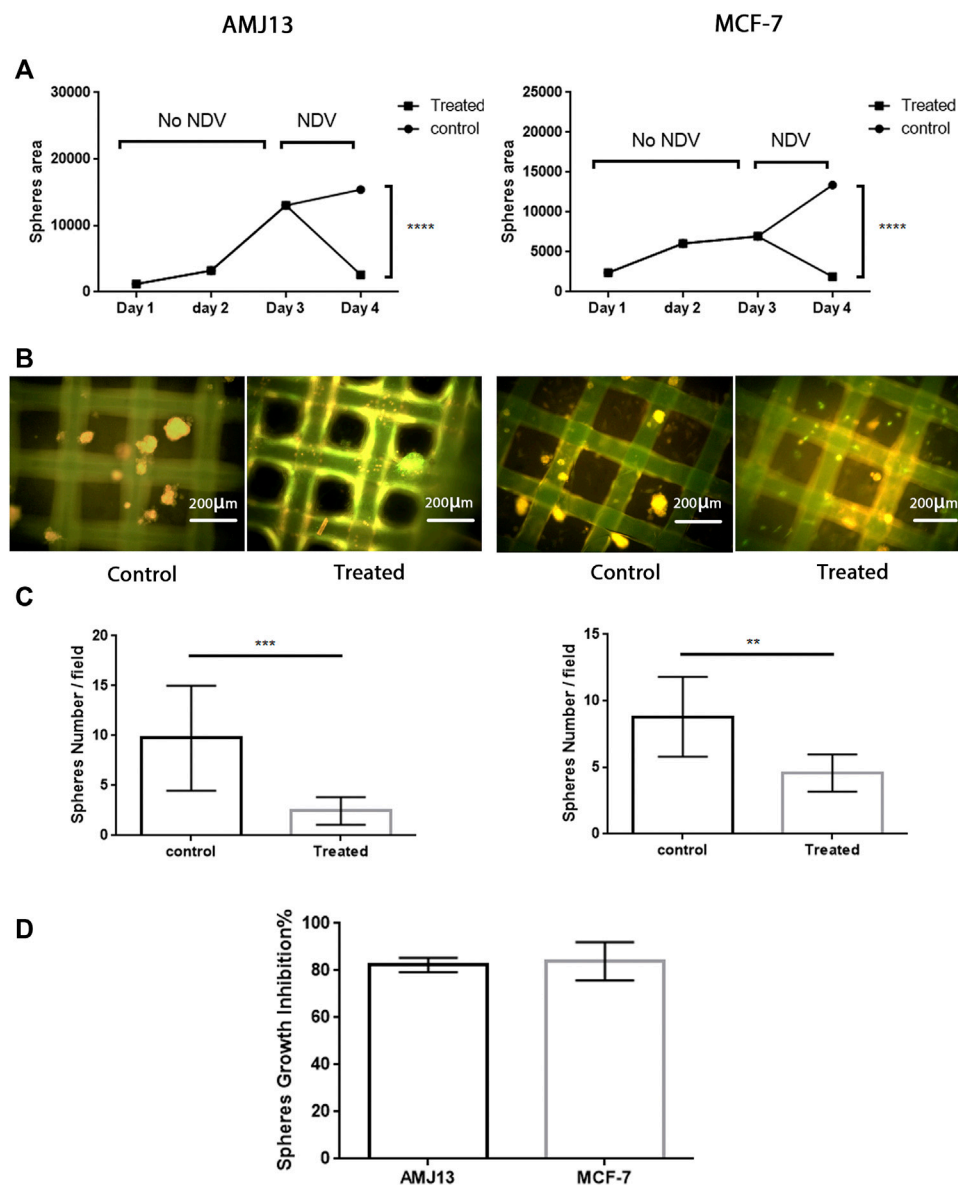 AMJ13 MCF-7
A
30000
20000
10000
0
Spheres area
No NDV
NDV
Treated
control
****
Day 1 day 2 Day 3 Day 4
25000
20000
15000
10000
5000
0
Spheres area
No NDV
NDV
Treated
control
****
Day 1 day 2 Day 3 Day 4
B
200µm
200µm
200µm
200µm
Control Treated Control Treated
C
20
15
10
5
0
Spheres Number / field
***
control Treated
15
10
5
0
Spheres Number / field
**
control Treated
D
100
80
60
40
20
0
Spheres Growth Inhibition%
AMJ13 MCF-7